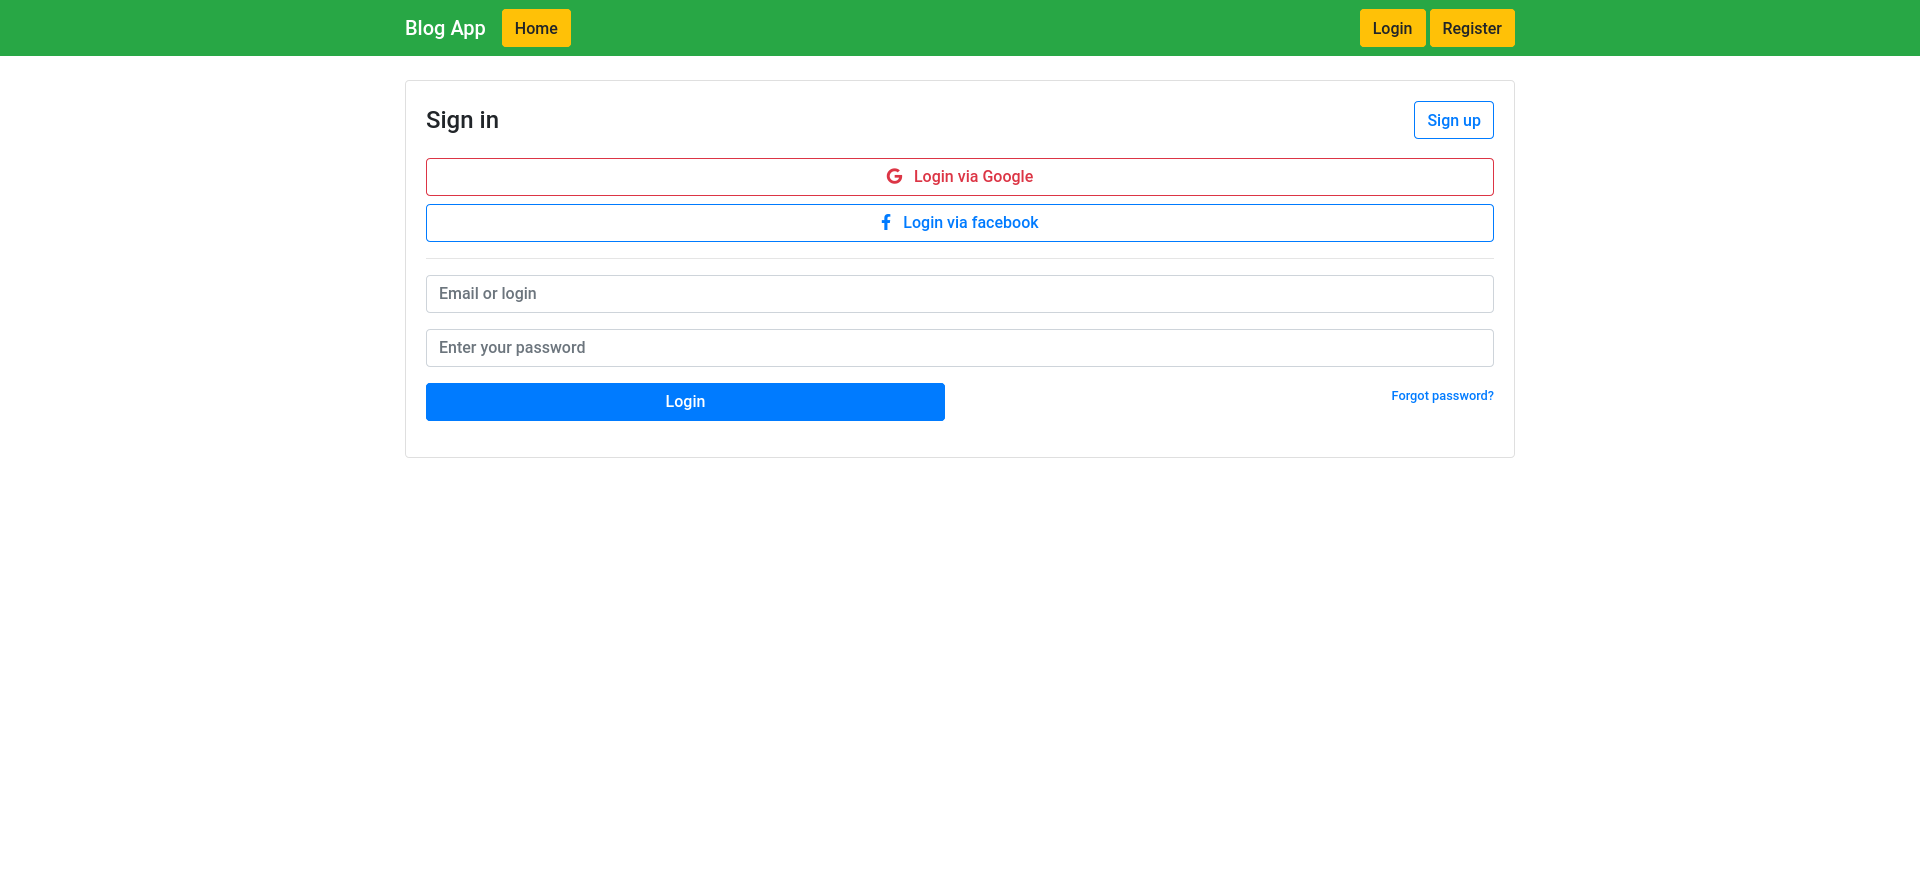 Blog App Home Login Register
Sign in Sign up
Login via Google
Login via facebook
Email or login
Enter your password
Login Forgot password?